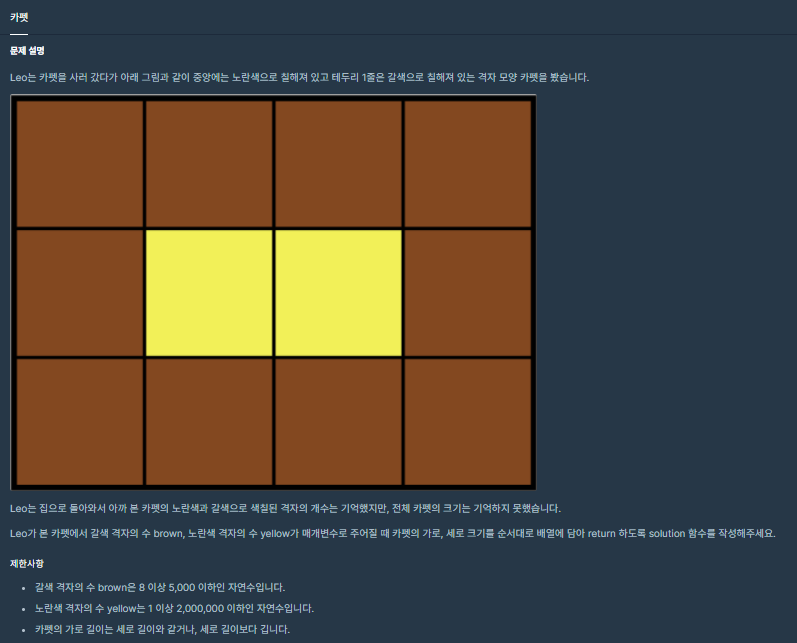 카펫
문제 설명
Leo는 카펫을 사러 갔다가 아래 그림과 같이 중앙에는 노란색으로 칠해져 있고 테두리 1줄은 갈색으로 칠해져 있는 격자 모양 카펫을 봤습니다.
Leo는 집으로 돌아와서 아까 본 카펫의 노란색과 갈색으로 색칠된 격자의 개수는 기억했지만, 전체 카펫의 크기는 기억하지 못했습니다.
Leo가 본 카펫에서 갈색 격자의 수 brown, 노란색 격자의 수 yellow가 매개변수로 주어질 때 카펫의 가로, 세로 크기를 순서대로 배열에 담아 return 하도록 solution 함수를 작성해주세요.
제한사항
• 갈색 격자의 수 brown은 8 이상 5,000 이하인 자연수입니다.
• 노란색 격자의 수 yellow는 1 이상 2,000,000 이하인 자연수입니다.
• 카펫의 가로 길이는 세로 길이와 같거나, 세로 길이보다 깁니다.